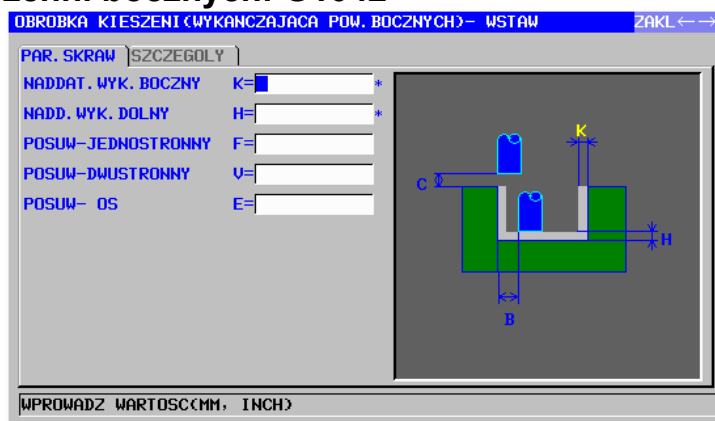 OBROBKA KIESZENI(WYKANCZAJACA POW.BOCZNYCH)- WSTAW ZAKL←→
PAR.SKRAW SZCZEGOLY
NADDAT.WYK.BOCZNY K= *
NADD.WYK.DOLNY H= *
POSUW-JEDNOSTRONNY F=
POSUW-DWUSTRONNY V=
POSUW- OS E=
K
C
H
B
WPROWADZ WARTOSC(MM, INCH)